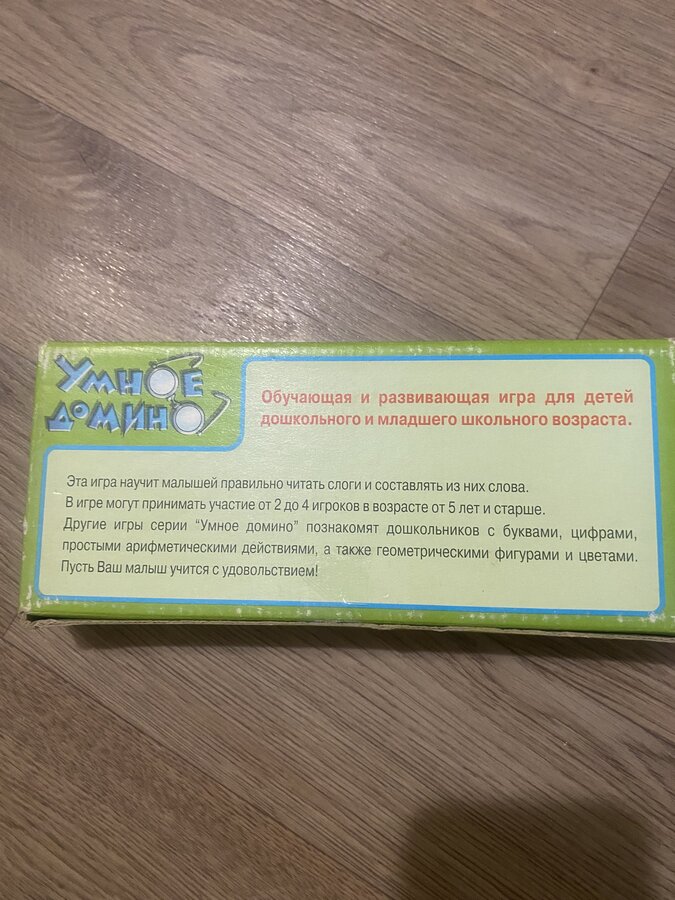 УМНОЕ
ДОМИНО
Обучающая и развивающая игра для детей
дошкольного и младшего школьного возраста.
Эта игра научит малышей правильно читать слоги и составлять из них слова.
В игре могут принимать участие от 2 до 4 игроков в возрасте от 5 лет и старше.
Другие игры серии “Умное домино” познакомят дошкольников с буквами, цифрами,
простыми арифметическими действиями, а также геометрическими фигурами и цветами.
Пусть Ваш малыш учится с удовольствием!